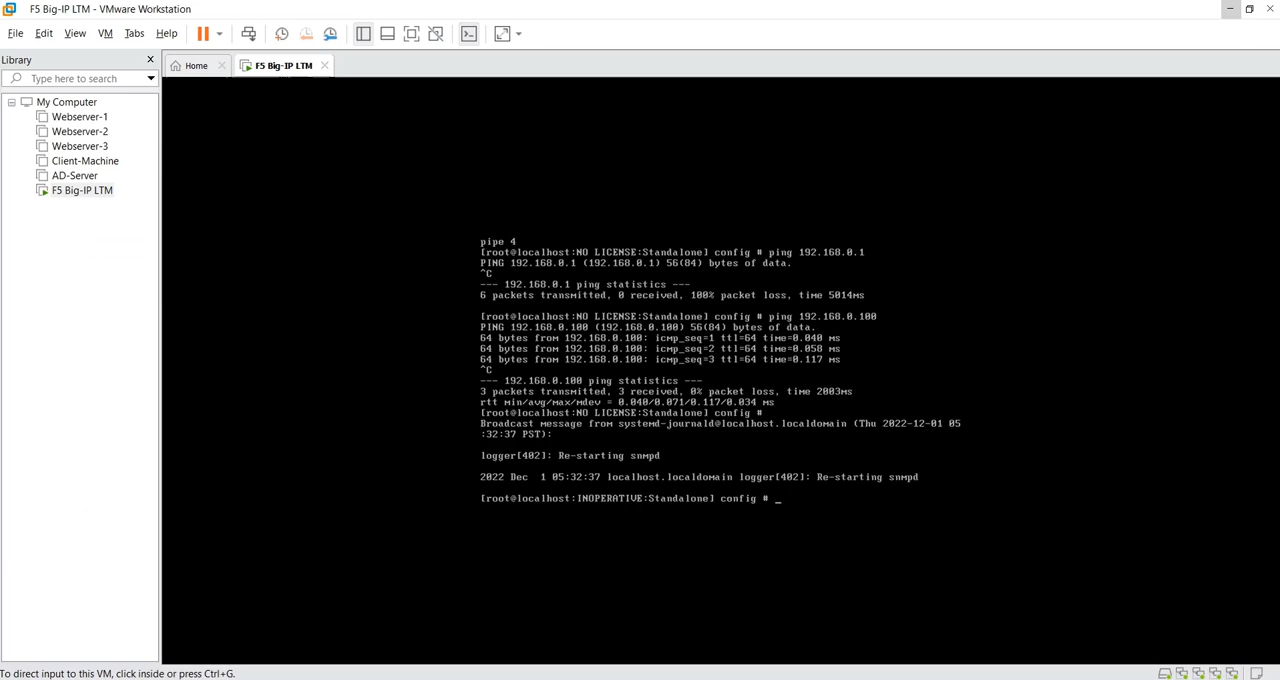 F5 Big-IP LTM - VMware Workstation
File Edit View VM Tabs Help
Library
Type here to search
My Computer
Webserver-1
Webserver-2
Webserver-3
Client-Machine
AD-Server
F5 Big-IP LTM
Home
F5 Big-IP LTM
pipe 4
[root@localhost:NO LICENSE:Standalone] config # ping 192.168.0.1
PING 192.168.0.1 (192.168.0.1) 56(84) bytes of data.
^C
--- 192.168.0.1 ping statistics ---
6 packets transmitted, 0 received, 100% packet loss, time 5014ms
[root@localhost:NO LICENSE:Standalone] config # ping 192.168.0.100
PING 192.168.0.100 (192.168.0.100) 56(84) bytes of data.
64 bytes from 192.168.0.100: icmp_seq=1 ttl=64 time=0.040 ms
64 bytes from 192.168.0.100: icmp_seq=2 ttl=64 time=0.058 ms
64 bytes from 192.168.0.100: icmp_seq=3 ttl=64 time=0.117 ms
^C
--- 192.168.0.100 ping statistics ---
3 packets transmitted, 3 received, 0% packet loss, time 2003ms
rtt min/avg/max/mdev = 0.040/0.071/0.117/0.034 ms
[root@localhost:NO LICENSE:Standalone] config #
Broadcast message from systemd-journald@localhost.localdomain (Thu 2022-12-01 05
:32:37 PST):
logger[402]: Re-starting snmpd
2022 Dec  1 05:32:37 localhost.localdomain logger[402]: Re-starting snmpd
[root@localhost:INOPERATIVE:Standalone] config # _
To direct input to this VM, click inside or press Ctrl+G.